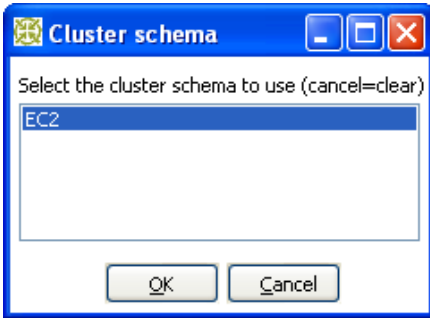 Cluster schema
Select the cluster schema to use (cancel=clear)
EC2
OK
Cancel